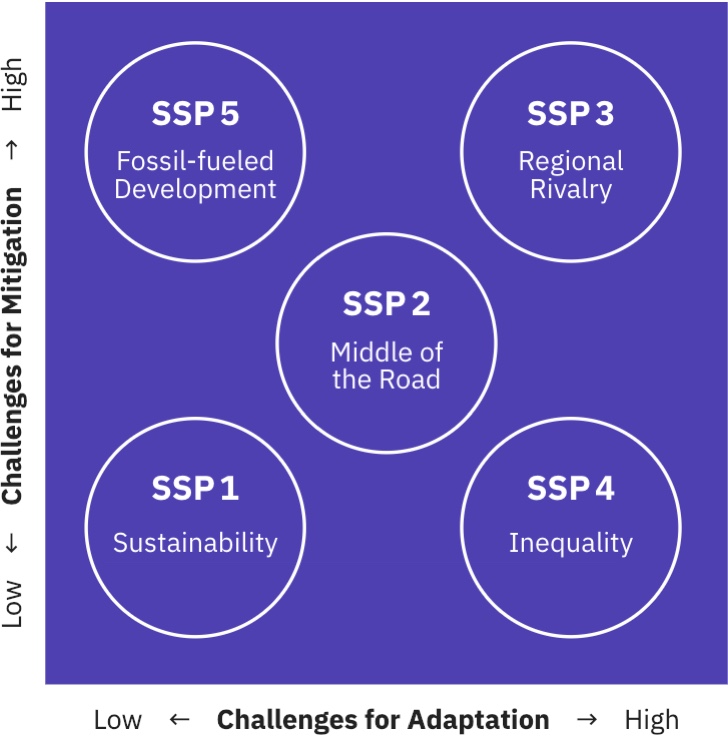 SSP 5
Fossil-fueled
Development
SSP 3
Regional
Rivalry
SSP 2
Middle of
the Road
SSP 1
Sustainability
SSP 4
Inequality
Low ← Challenges for Mitigation → High
Low ← Challenges for Adaptation → High